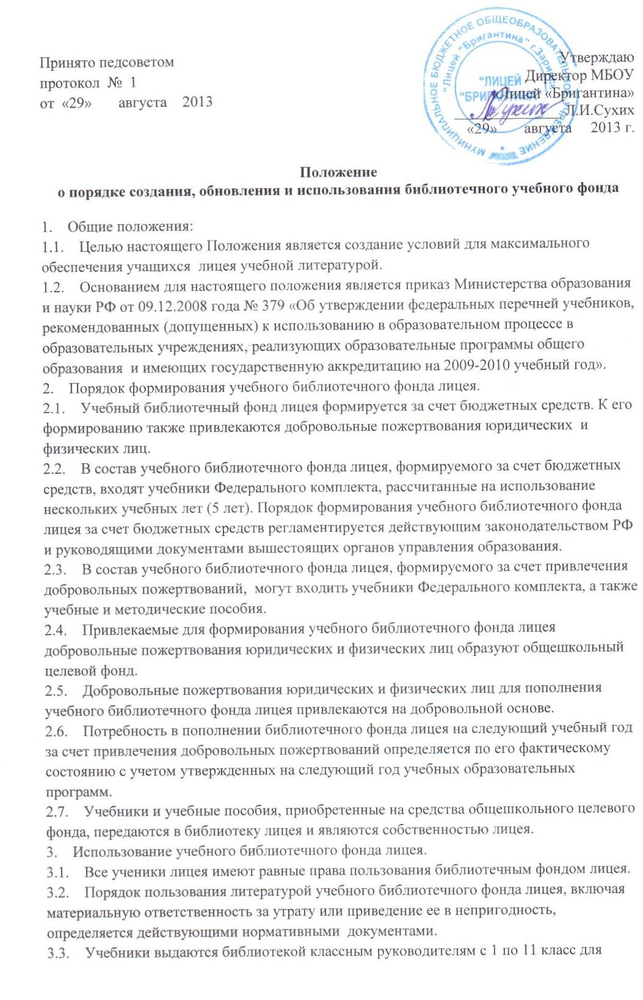 Принято педсоветом
протокол № 1
от «29» августа 2013
Утверждаю
Директор МБОУ
«Лицей «Бригантина»
Л.И.Сухих
«29» августа 2013 г.
МУНИЦИПАЛЬНОЕ БЮДЖЕТНОЕ ОБЩЕОБРАЗОВАТЕЛЬНОЕ УЧРЕЖДЕНИЕ
"Лицей "Бригантина" г.Заринск
"ЛИЦЕЙ
"БРИГАНТИНА"
Положение
о порядке создания, обновления и использования библиотечного учебного фонда
1. Общие положения:
1.1. Целью настоящего Положения является создание условий для максимального
обеспечения учащихся лицея учебной литературой.
1.2. Основанием для настоящего положения является приказ Министерства образования
и науки РФ от 09.12.2008 года № 379 «Об утверждении федеральных перечней учебников,
рекомендованных (допущенных) к использованию в образовательном процессе в
образовательных учреждениях, реализующих образовательные программы общего
образования и имеющих государственную аккредитацию на 2009-2010 учебный год».
2. Порядок формирования учебного библиотечного фонда лицея.
2.1. Учебный библиотечный фонд лицея формируется за счет бюджетных средств. К его
формированию также привлекаются добровольные пожертвования юридических и
физических лиц.
2.2. В состав учебного библиотечного фонда лицея, формируемого за счет бюджетных
средств, входят учебники Федерального комплекта, рассчитанные на использование
нескольких учебных лет (5 лет). Порядок формирования учебного библиотечного фонда
лицея за счет бюджетных средств регламентируется действующим законодательством РФ
и руководящими документами вышестоящих органов управления образования.
2.3. В состав учебного библиотечного фонда лицея, формируемого за счет привлечения
добровольных пожертвований, могут входить учебники Федерального комплекта, а также
учебные и методические пособия.
2.4. Привлекаемые для формирования учебного библиотечного фонда лицея
добровольные пожертвования юридических и физических лиц образуют общешкольный
целевой фонд.
2.5. Добровольные пожертвования юридических и физических лиц для пополнения
учебного библиотечного фонда лицея привлекаются на добровольной основе.
2.6. Потребность в пополнении библиотечного фонда лицея на следующий учебный год
за счет привлечения добровольных пожертвований определяется по его фактическому
состоянию с учетом утвержденных на следующий год учебных образовательных
программ.
2.7. Учебники и учебные пособия, приобретенные на средства общешкольного целевого
фонда, передаются в библиотеку лицея и являются собственностью лицея.
3. Использование учебного библиотечного фонда лицея.
3.1. Все ученики лицея имеют равные права пользования библиотечным фондом лицея.
3.2. Порядок пользования литературой учебного библиотечного фонда лицея, включая
материальную ответственность за утрату или приведение ее в непригодность,
определяется действующими нормативными документами.
3.3. Учебники выдаются библиотекой классным руководителям с 1 по 11 класс для